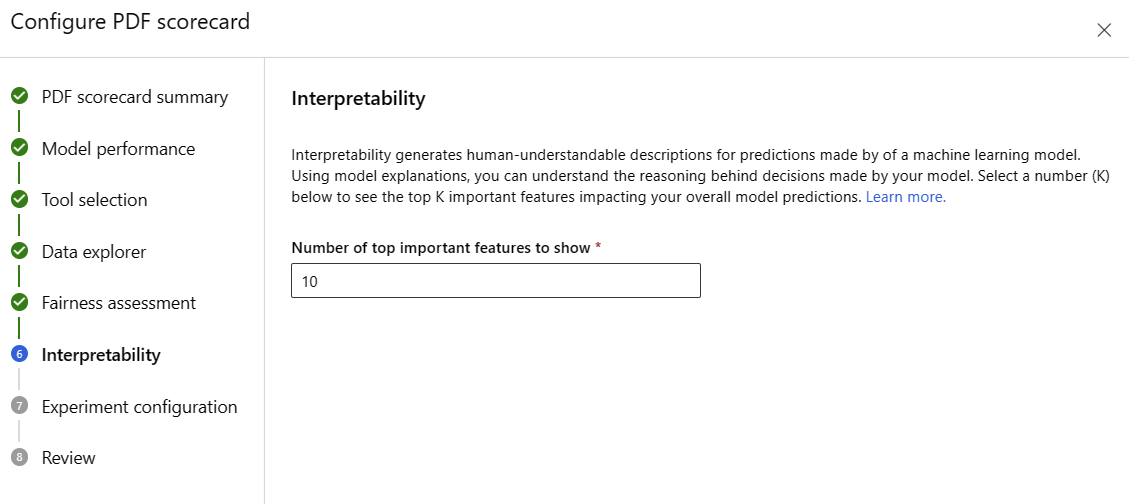 Configure PDF scorecard
PDF scorecard summary
Model performance
Tool selection
Data explorer
Fairness assessment
6 Interpretability
7 Experiment configuration
8 Review
Interpretability
Interpretability generates human-understandable descriptions for predictions made by of a machine learning model.
Using model explanations, you can understand the reasoning behind decisions made by your model. Select a number (K)
below to see the top K important features impacting your overall model predictions. Learn more.
Number of top important features to show *
10